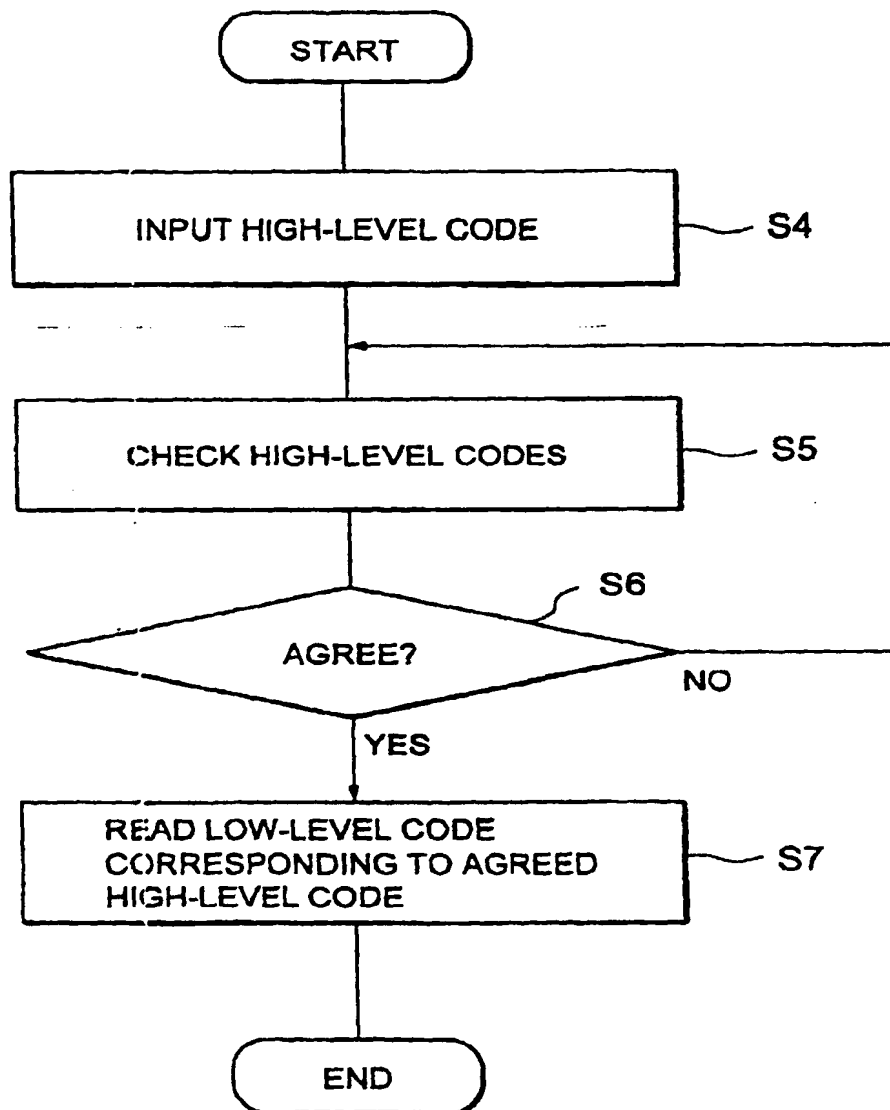 START
INPUT HIGH-LEVEL CODE
S4
CHECK HIGH-LEVEL CODES
S5
S6
AGREE?
NO
YES
READ LOW-LEVEL CODE
CORRESPONDING TO AGREED
HIGH-LEVEL CODE
S7
END